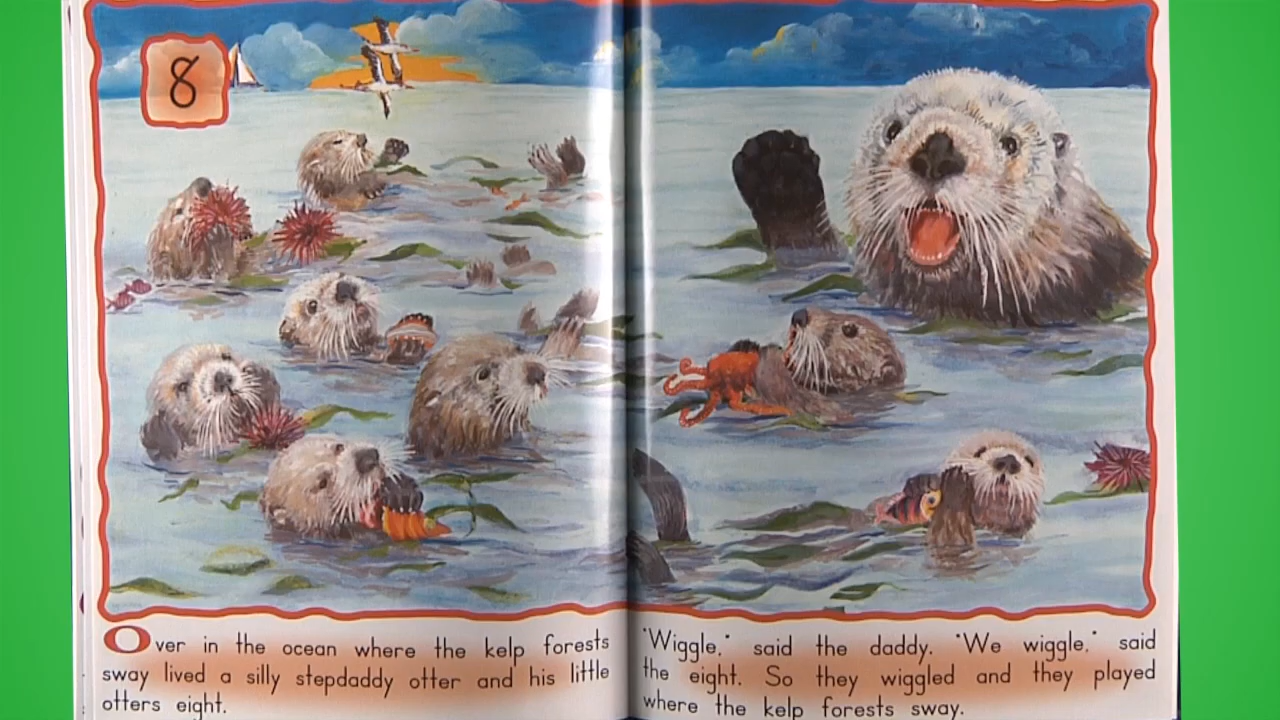 8
Over in the ocean where the kelp forests
sway lived a silly stepdaddy otter and his little
otters eight.
"Wiggle," said the daddy. "We wiggle," said
the eight. So they wiggled and they played
where the kelp forests sway.